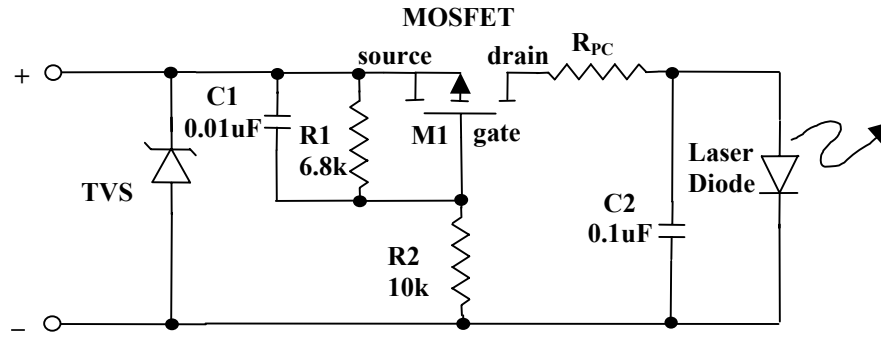 MOSFET
source
drain
R_PC
+
C1
0.01uF
R1
6.8k
M1
gate
Laser
Diode
TVS
C2
0.1uF
R2
10k
–